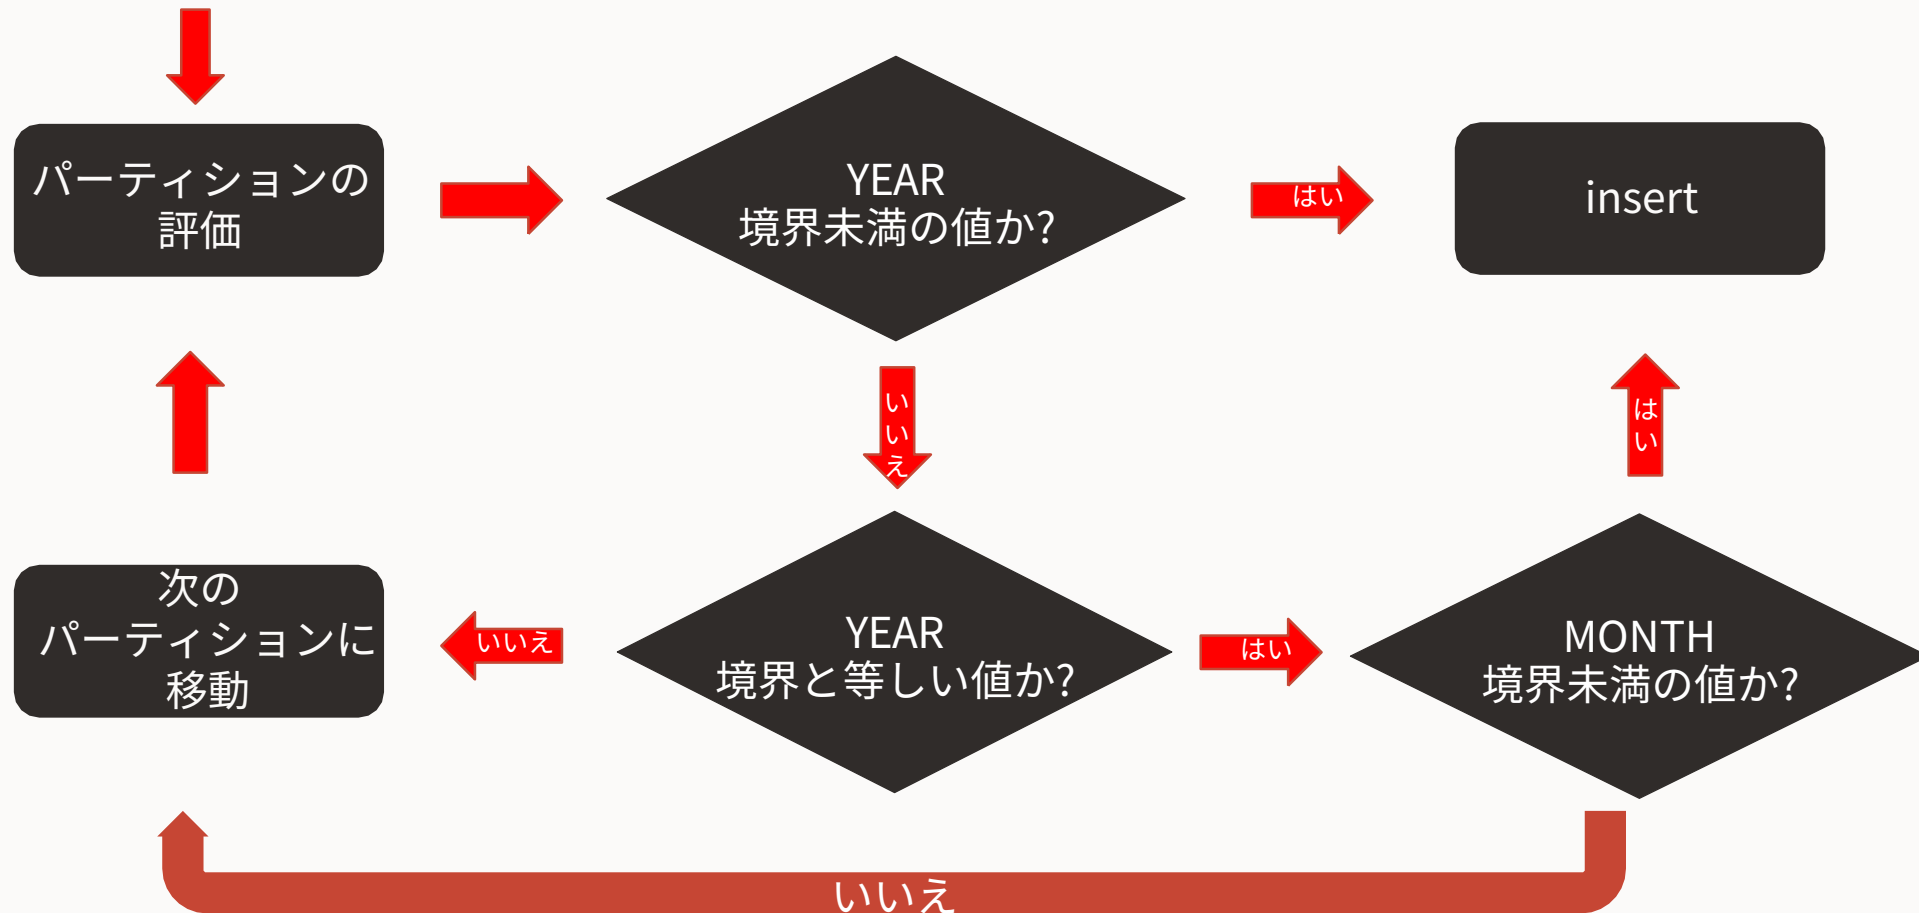 パーティションの
評価
YEAR
境界未満の値か?
はい
insert
いいえ
はい
次の
パーティションに
移動
いいえ
YEAR
境界と等しい値か?
はい
MONTH
境界未満の値か?
いいえ